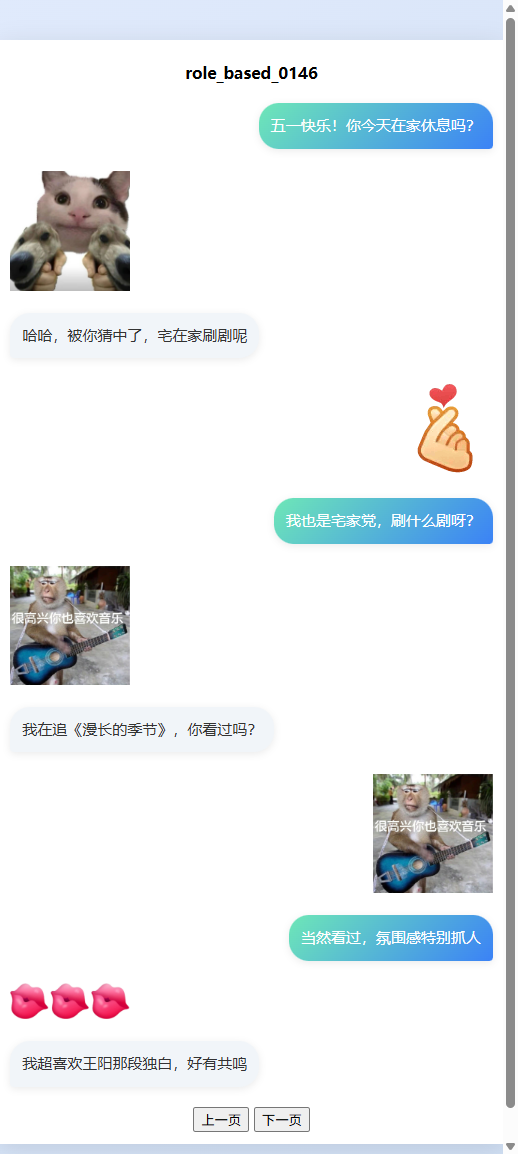 role_based_0146
五一快乐！你今天在家休息吗？
哈哈，被你猜中了，宅在家刷剧呢
我也是宅家党，刷什么剧呀？
很高兴你也喜欢音乐
我在追《漫长的季节》，你看过吗？
很高兴你也喜欢音乐
当然看过，氛围感特别抓人
我超喜欢王阳那段独白，好有共鸣
上一页 下一页